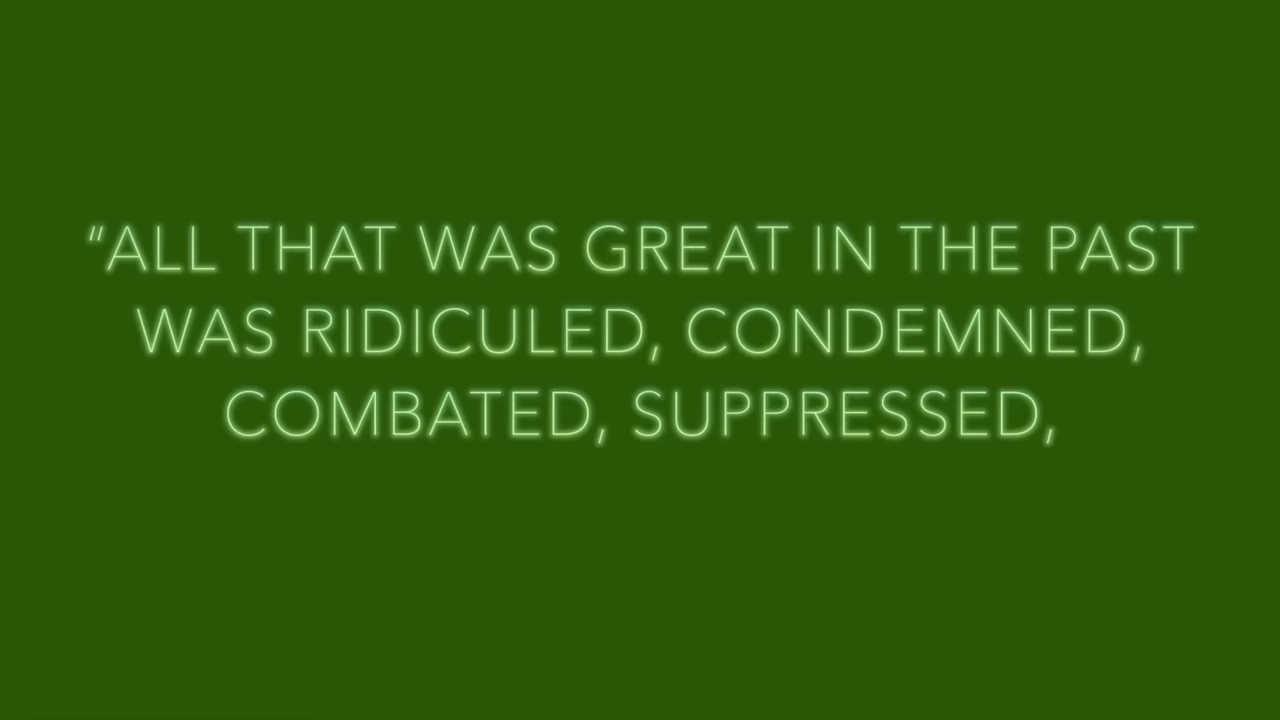 “ALL THAT WAS GREAT IN THE PAST
WAS RIDICULED, CONDEMNED,
COMBATED, SUPPRESSED,